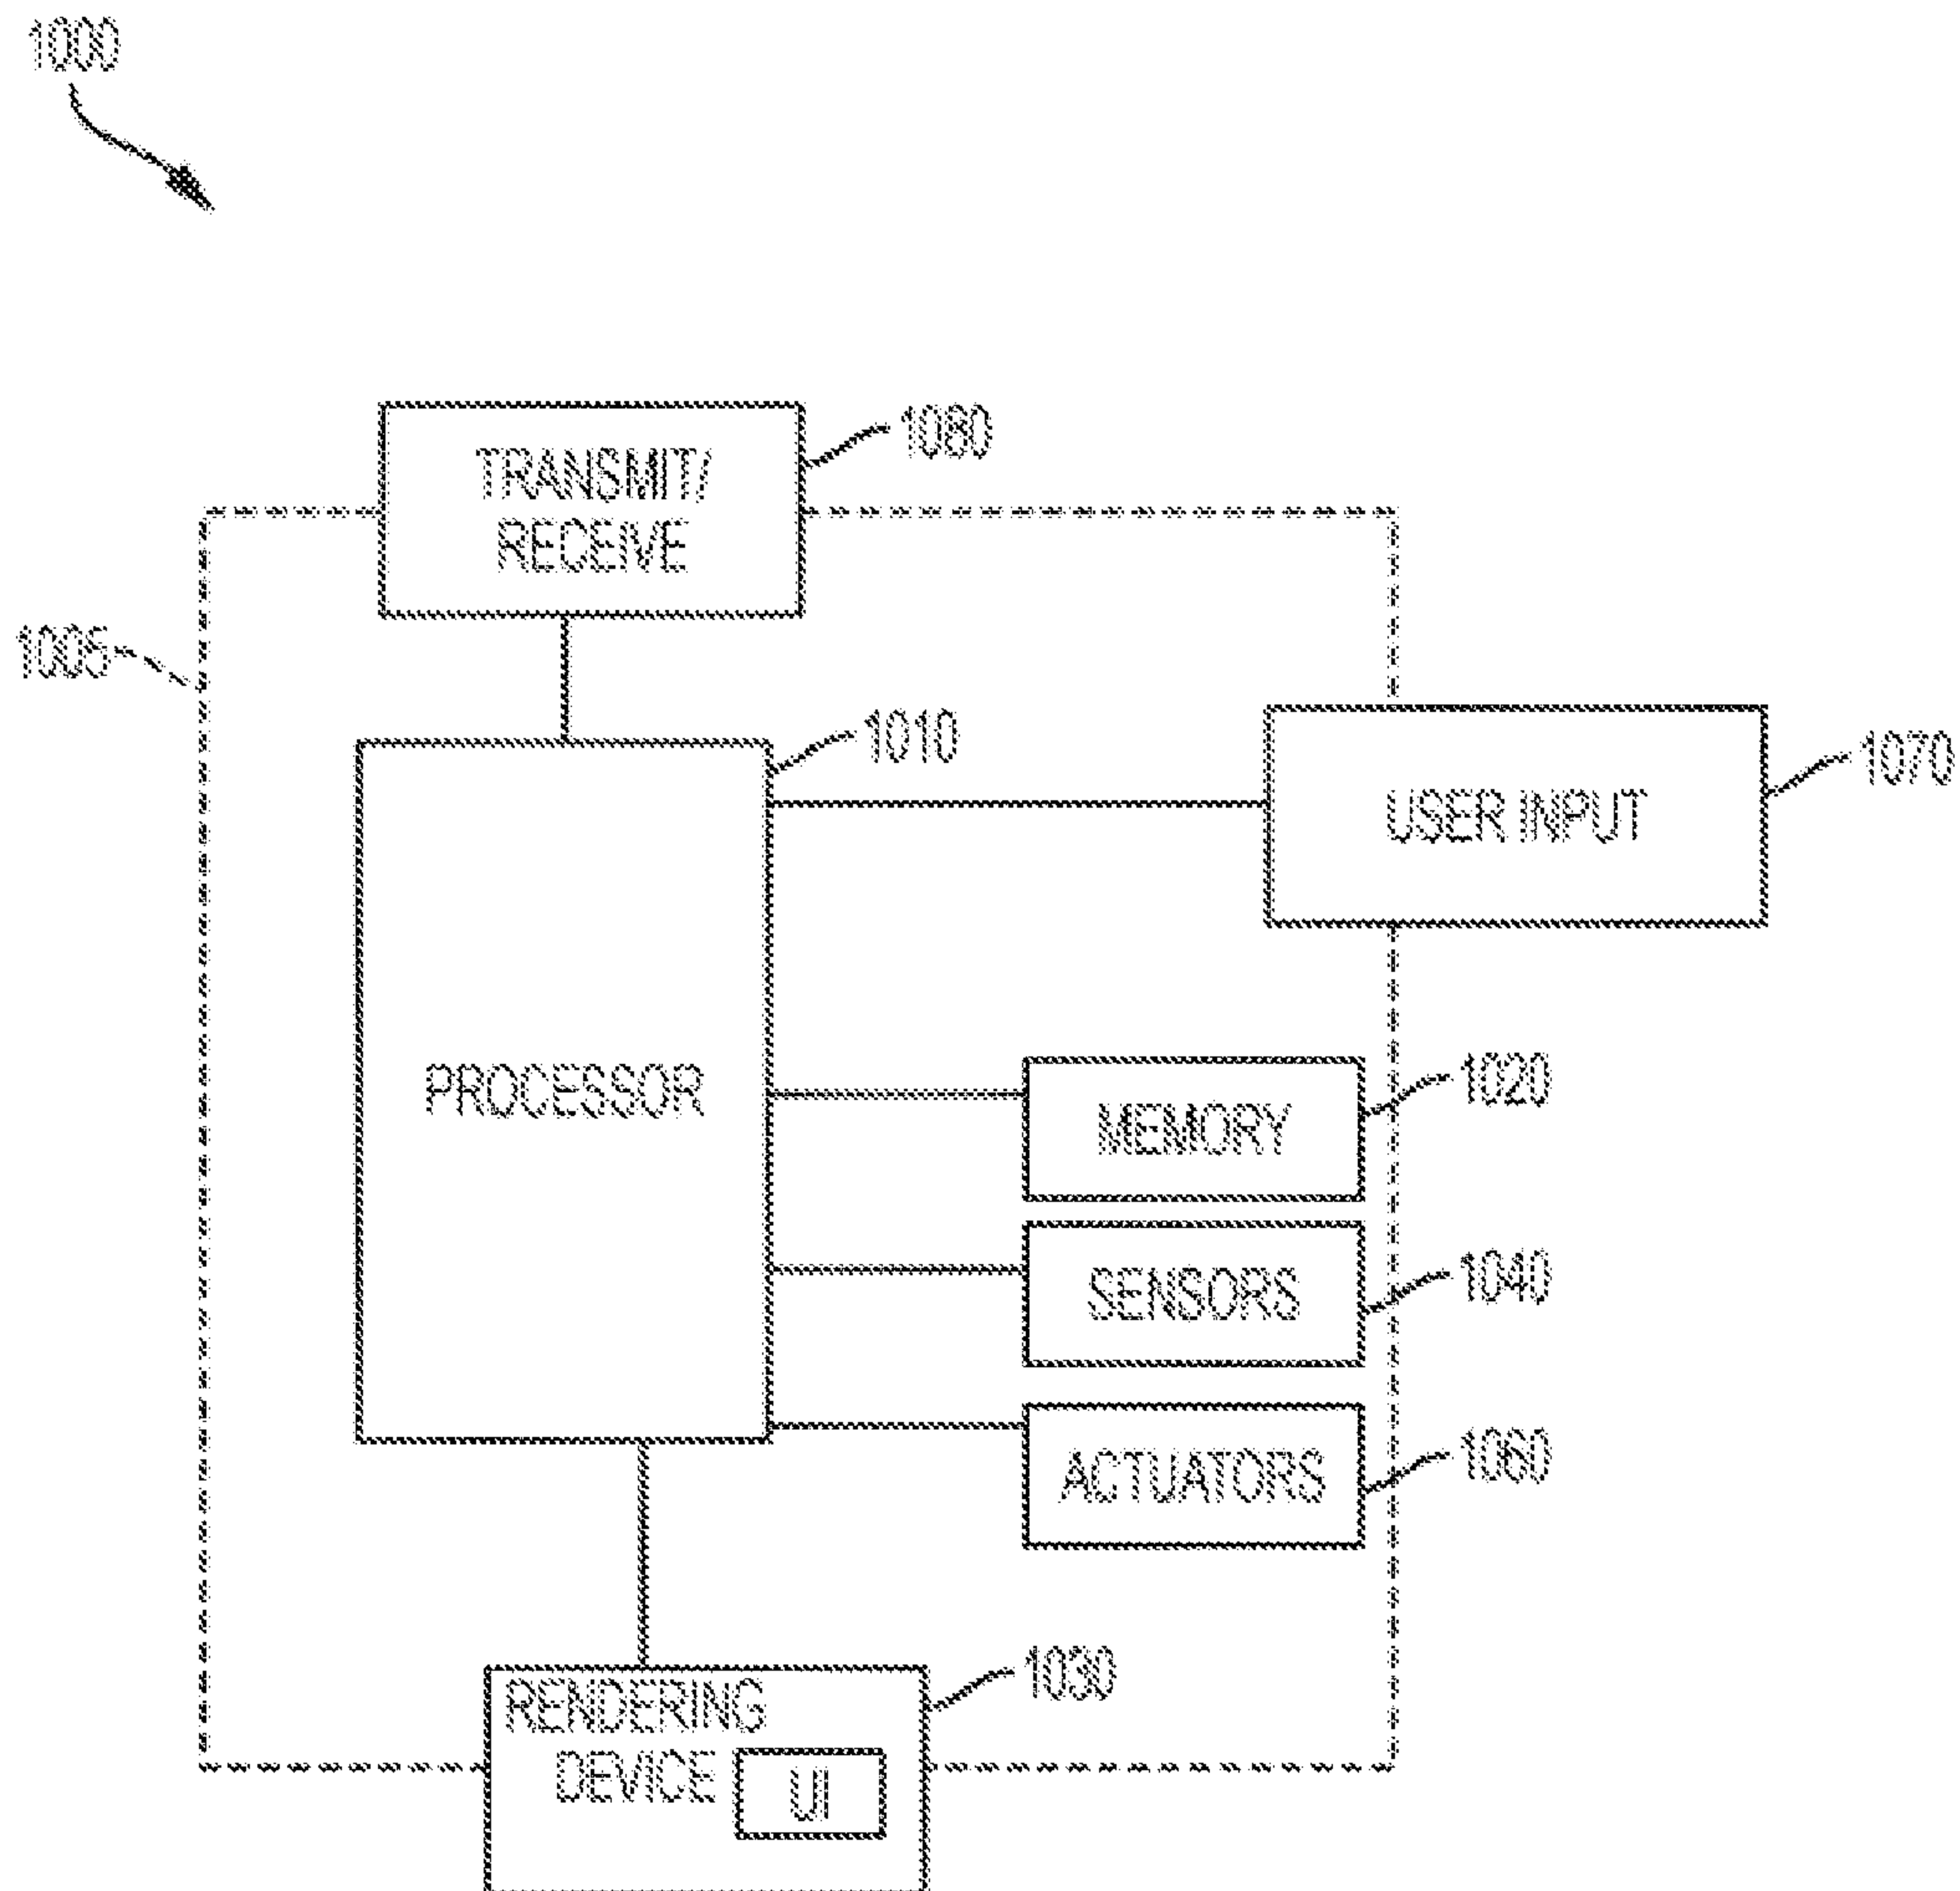 1000
TRANSMIT/
RECEIVE
1080
1005
1010
USER INPUT
1070
PROCESSOR
MEMORY
1020
SENSORS
1040
ACTUATORS
1060
RENDERING
DEVICE
UI
1030